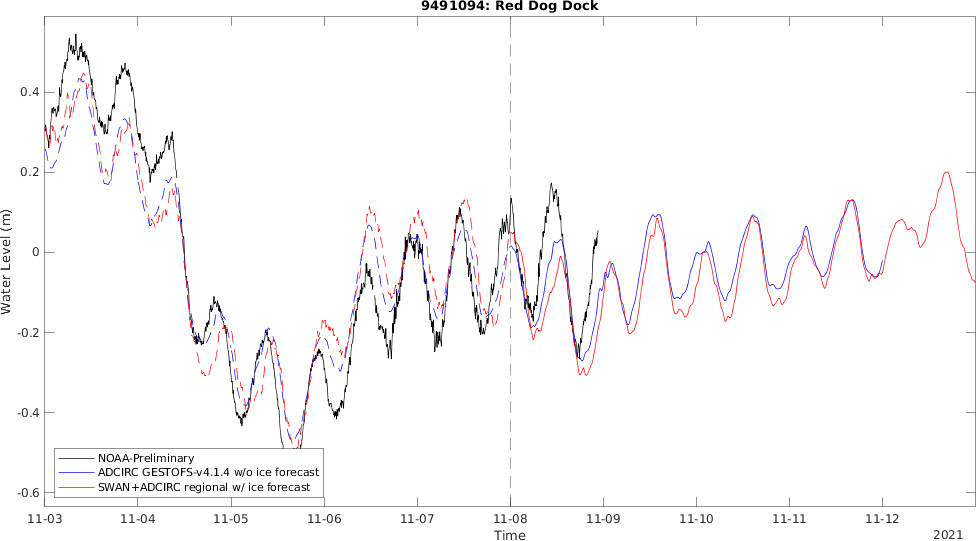 9491094: Red Dog Dock
Water Level (m)
0.4
0.2
0
-0.2
-0.4
-0.6
NOAA-Preliminary
ADCIRC GESTOFS-v4.1.4 w/o ice forecast
SWAN+ADCIRC regional w/ ice forecast
11-03 11-04 11-05 11-06 11-07 11-08 11-09 11-10 11-11 11-12
Time
2021